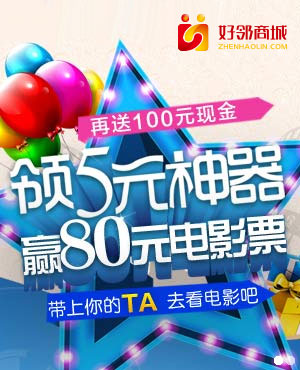 好邻商城
ZHENHAOLIN.COM
再送100元现金
领5元神器
赢80元电影票
带上你的TA 去看电影吧